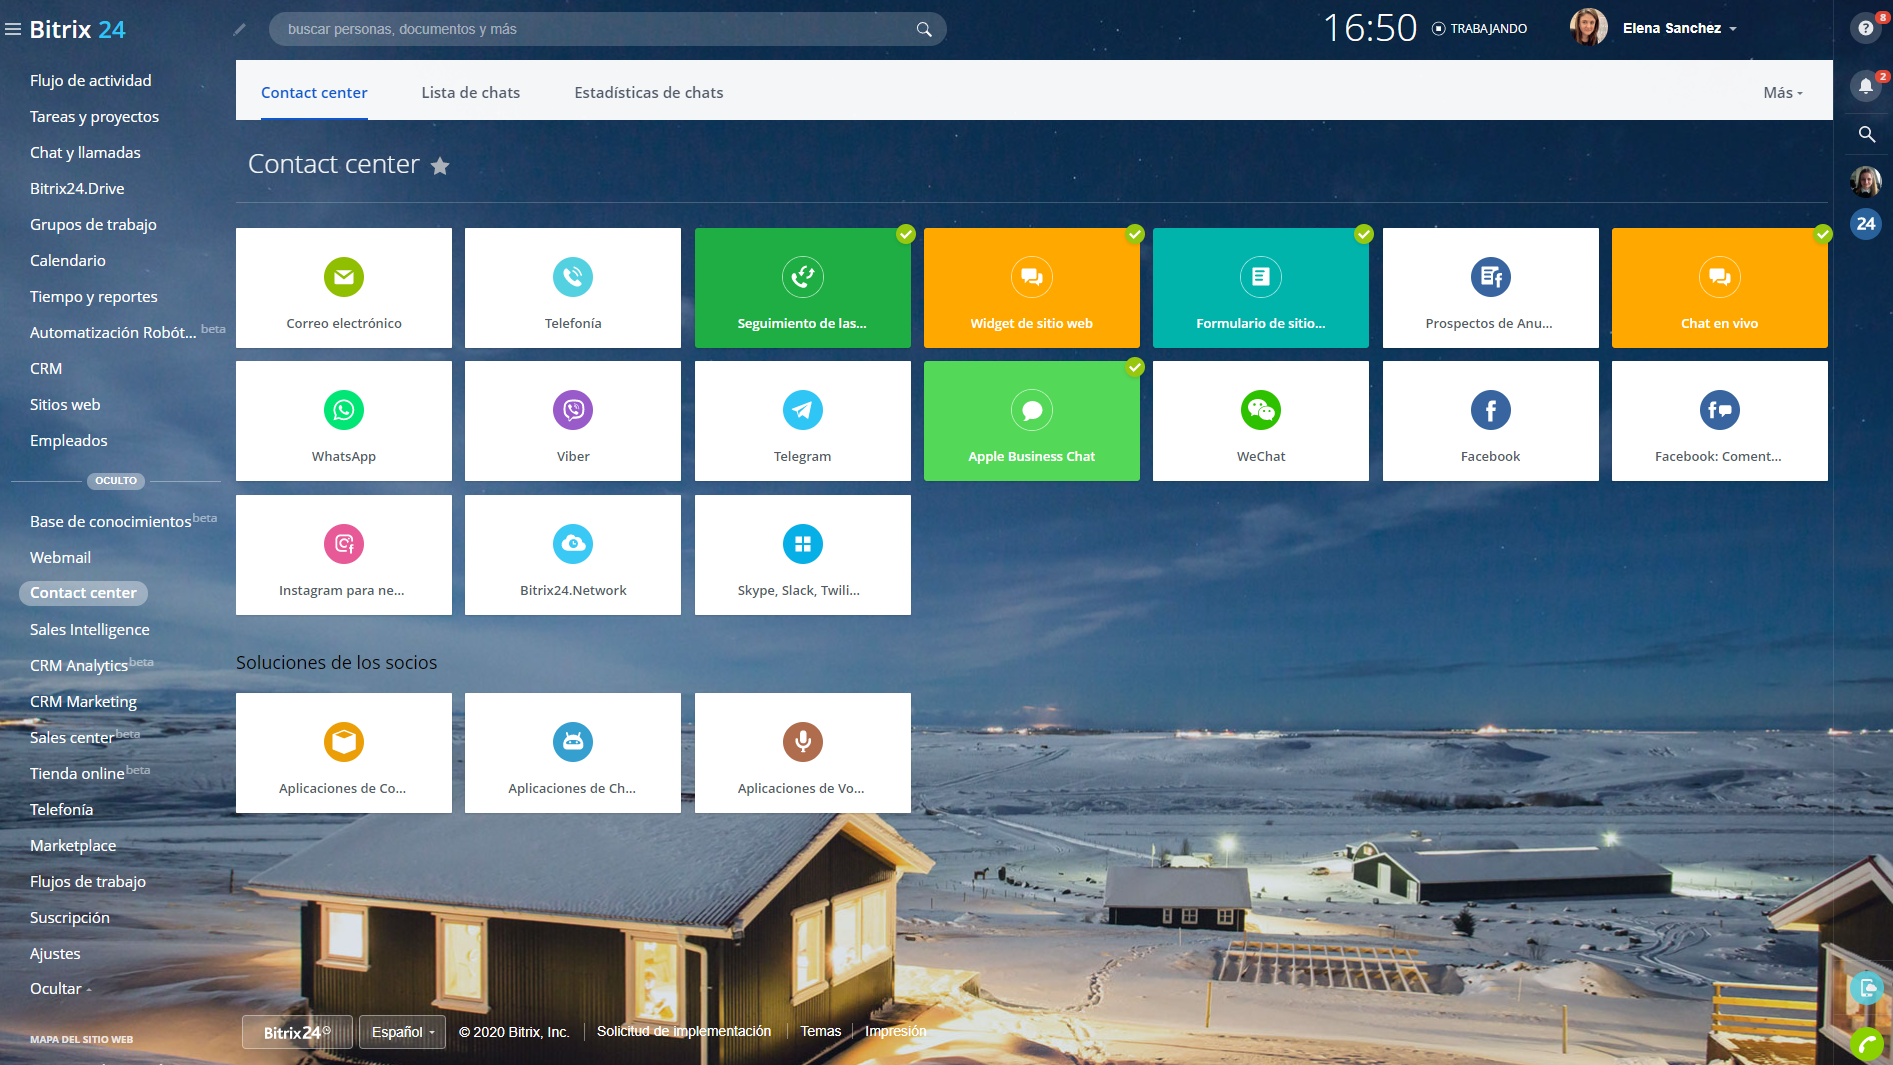 Bitrix 24
buscar personas, documentos y más
16:50
TRABAJANDO
Elena Sanchez
8
Flujo de actividad
Tareas y proyectos
Chat y llamadas
Bitrix24.Drive
Grupos de trabajo
Calendario
Tiempo y reportes
Automatización Robót... beta
CRM
Sitios web
Empleados
OCULTO
Base de conocimientos beta
Webmail
Contact center
Sales Intelligence
CRM Analytics beta
CRM Marketing
Sales center beta
Tienda online beta
Telefonía
Marketplace
Flujos de trabajo
Suscripción
Ajustes
Ocultar
MAPA DEL SITIO WEB
Contact center
Lista de chats
Estadísticas de chats
Más
Contact center
Correo electrónico
Telefonía
Seguimiento de las...
Widget de sitio web
Formulario de sitio...
Prospectos de Anu...
Chat en vivo
WhatsApp
Viber
Telegram
Apple Business Chat
WeChat
Facebook
Facebook: Coment...
Instagram para ne...
Bitrix24.Network
Skype, Slack, Twili...
Soluciones de los socios
Aplicaciones de Co...
Aplicaciones de Ch...
Aplicaciones de Vo...
Bitrix24
Español
© 2020 Bitrix, Inc.
Solicitud de implementación
Temas
Impresión
2
24